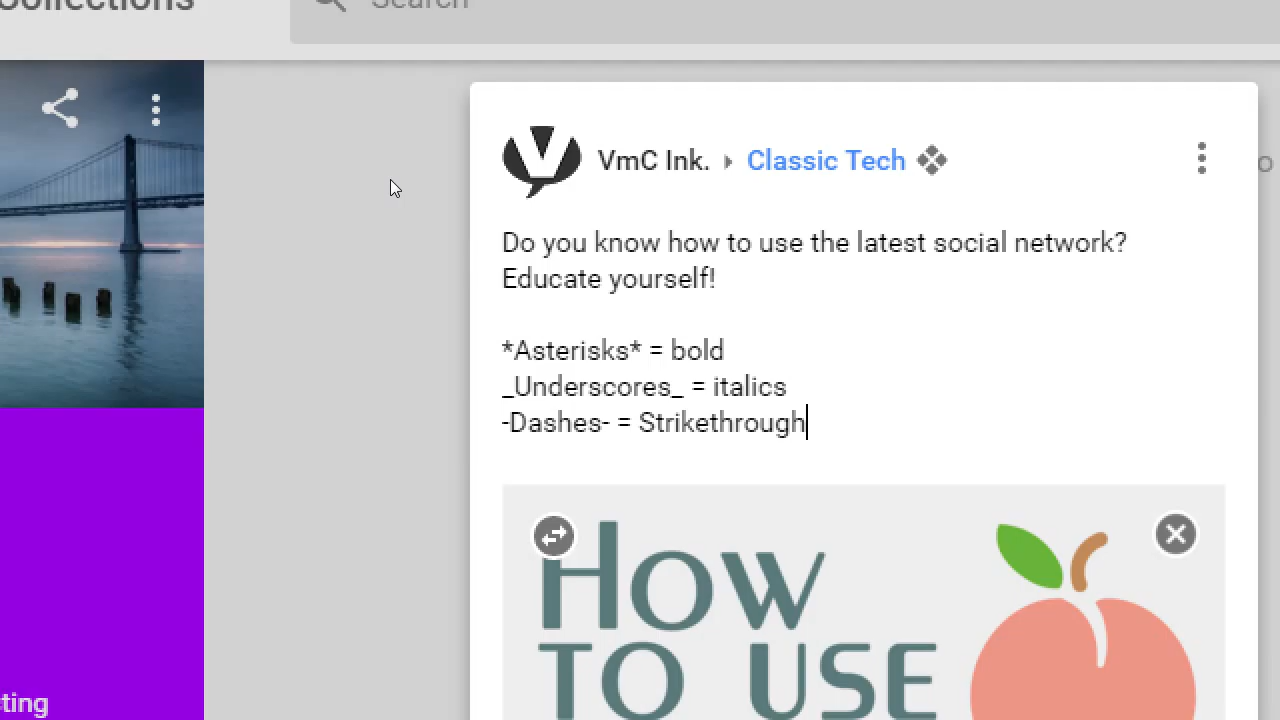 Collections
Search
VmC Ink. Classic Tech
Do you know how to use the latest social network?
Educate yourself!
*Asterisks* = bold
_Underscores_ = italics
-Dashes- = Strikethrough
HOW
TO USE